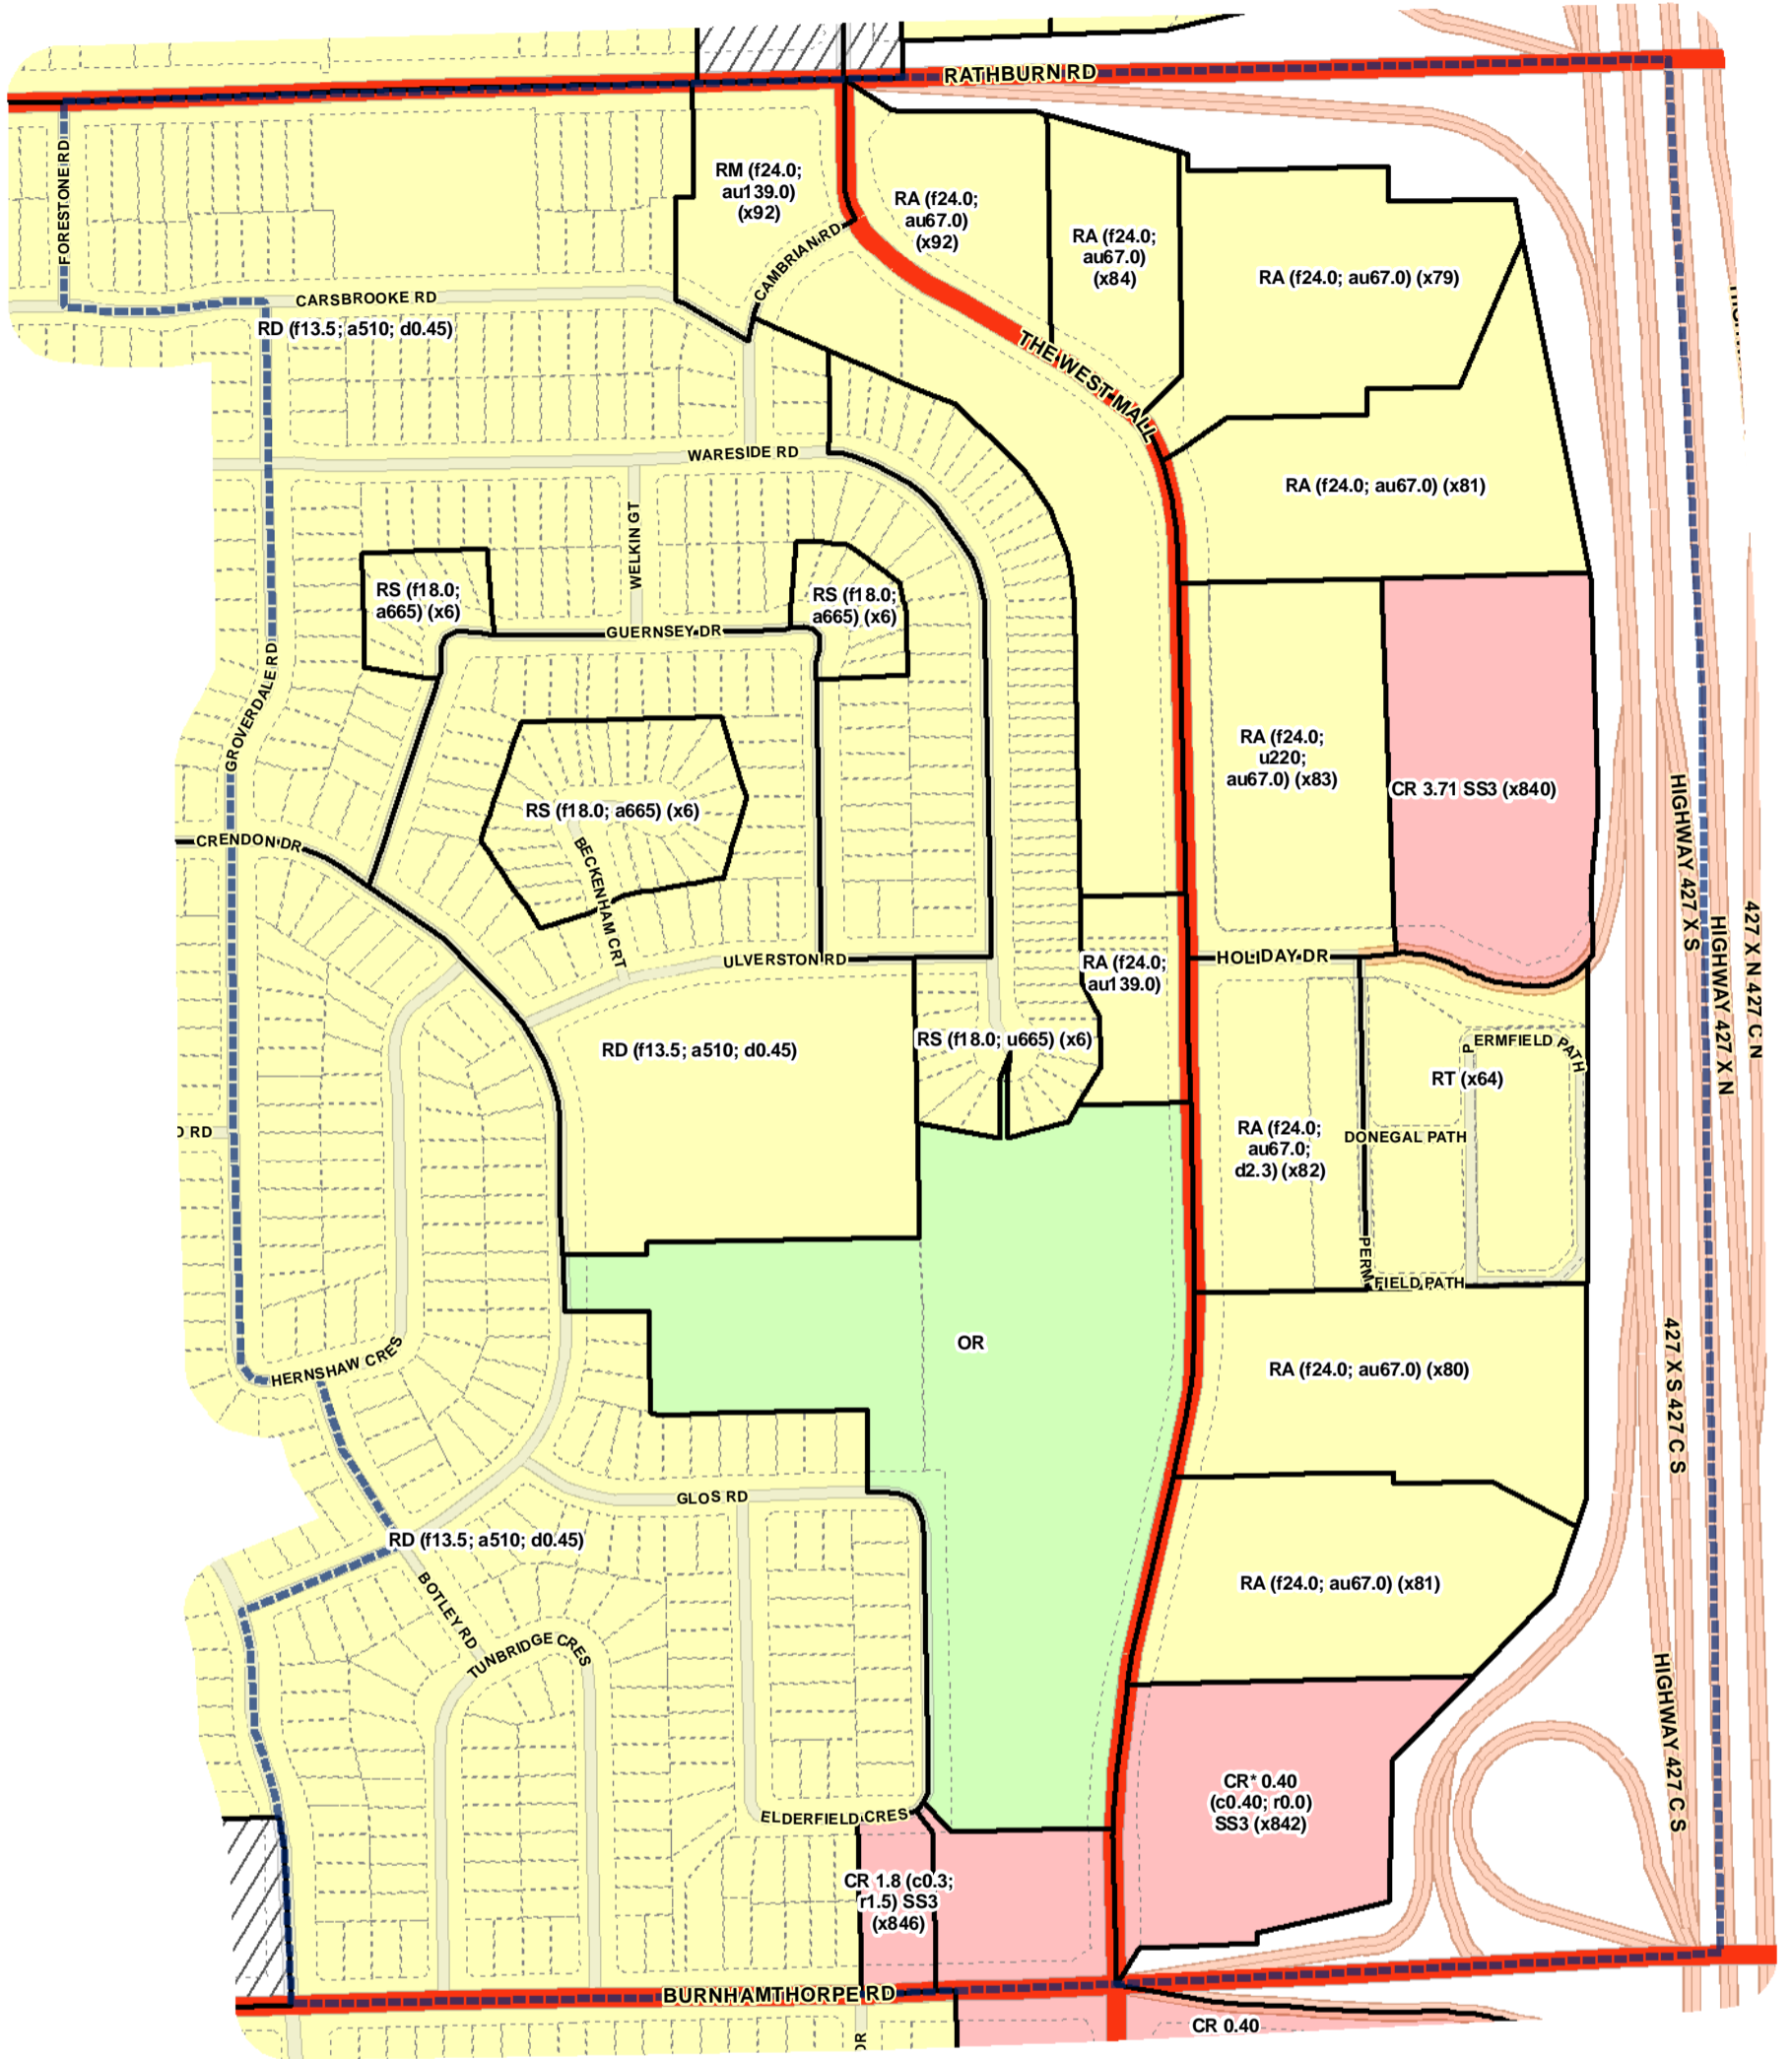 RATHBURN RD
FORESTONE RD
RM (f24.0;
au139.0)
(x92)
RA (f24.0;
au67.0)
(x92)
RA (f24.0;
au67.0)
(x84)
RA (f24.0; au67.0) (x79)
CAMBRIAN RD
CARSBROOKE RD
RD (f13.5; a510; d0.45)
THE WEST MALL
WARESIDE RD
RA (f24.0; au67.0) (x81)
WELKIN GT
RS (f18.0;
a665) (x6)
RS (f18.0;
a665) (x6)
GUERNSEY DR
GROVERDALE RD
RA (f24.0;
u220;
au67.0) (x83)
CR 3.71 SS3 (x840)
RS (f18.0; a665) (x6)
BECKENHAM CRT
CRENDON DR
HIGHWAY 427 X S
HIGHWAY 427 X N
427 X N 427 C N
ULVERSTON RD
HOLIDAY DR
RA (f24.0;
au139.0)
RS (f18.0; u665) (x6)
RD (f13.5; a510; d0.45)
P
ERMFIELD PATH
RT (x64)
D RD
RA (f24.0;
au67.0;
d2.3) (x82)
DONEGAL PATH
PERM
FIELD PATH
OR
RA (f24.0; au67.0) (x80)
HERNSHAW CRES
427 X S 427 C S
GLOS RD
RD (f13.5; a510; d0.45)
RA (f24.0; au67.0) (x81)
BOTLEY RD
TUNBRIDGE CRES
HIGHWAY 427 C S
CR* 0.40
(c0.40; r0.0)
SS3 (x842)
ELDERFIELD CRES
CR 1.8 (c0.3;
r1.5) SS3
(x846)
BURNHAMTHORPE RD
CR 0.40
OR